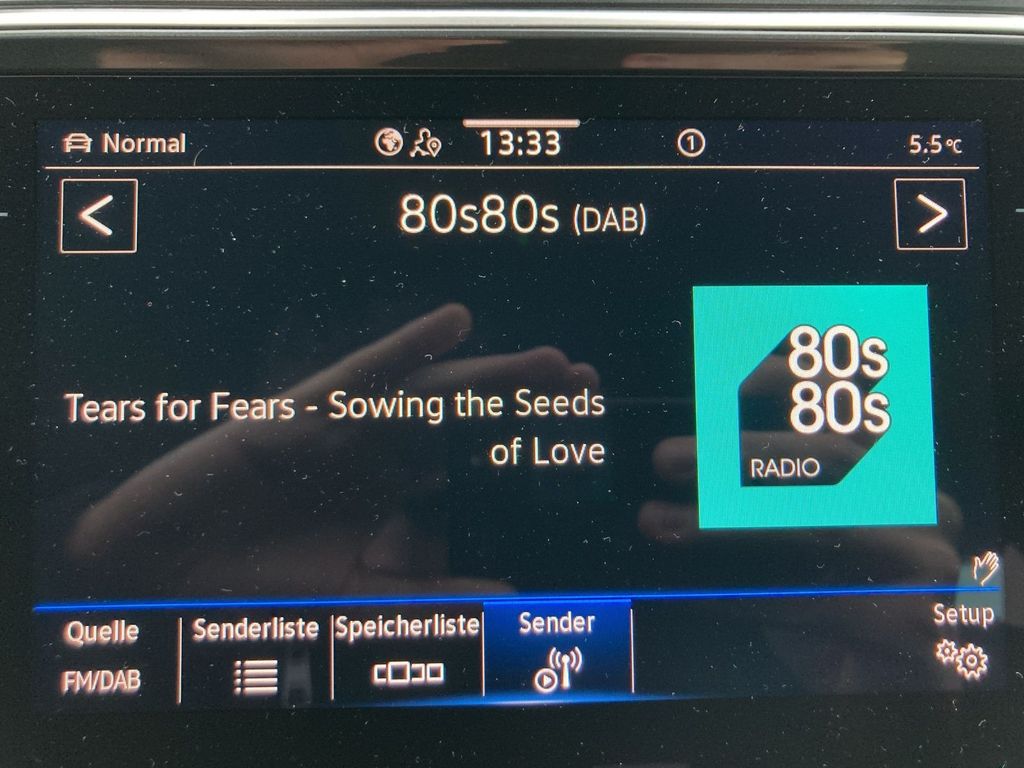 Normal
13:33
1
5.5°C
<
80s80s (DAB)
>
Tears for Fears - Sowing the Seeds
of Love
80s
80s
RADIO
Quelle
FM/DAB
Senderliste
Speicherliste
Sender
Setup